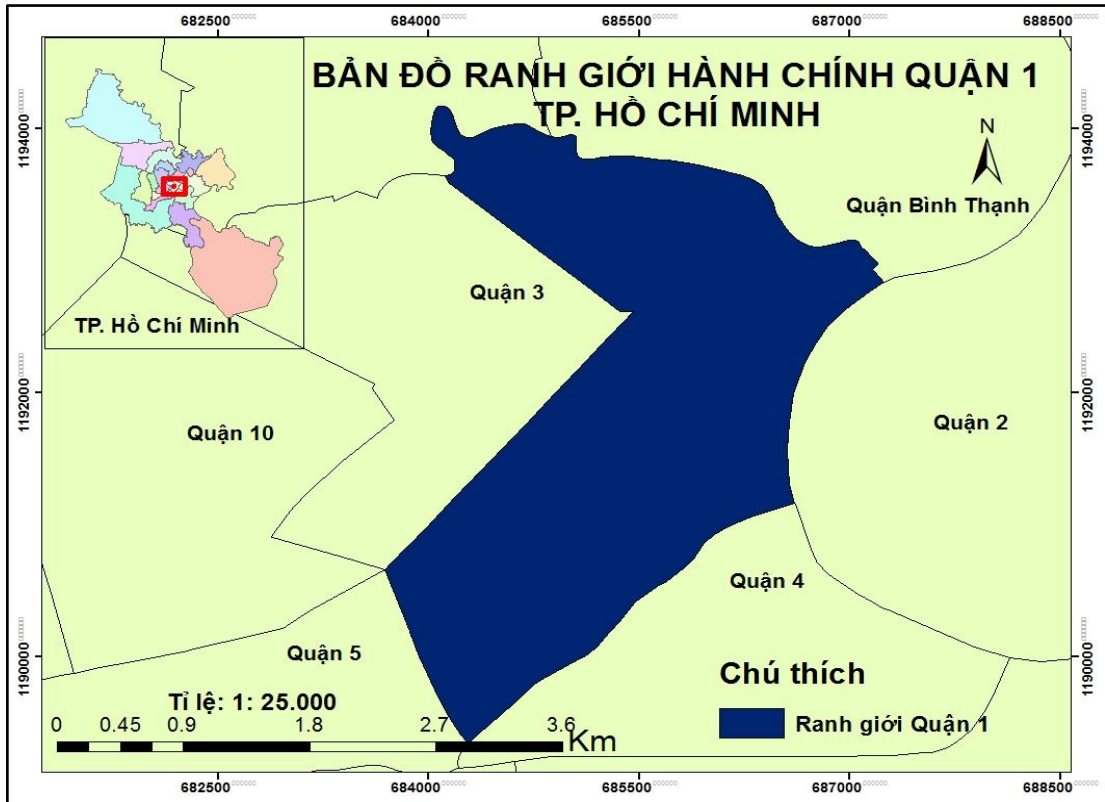 682500
684000
685500
687000
688500
BẢN ĐỒ RANH GIỚI HÀNH CHÍNH QUẬN 1
TP. HỒ CHÍ MINH
1194000
1194000
N
Quận Bình Thạnh
Quận 3
TP. Hồ Chí Minh
1192000
1192000
Quận 10
Quận 2
Quận 4
Quận 5
1190000
1190000
Chú thích
Ranh giới Quận 1
Tỉ lệ: 1: 25.000
0 0.45 0.9 1.8 2.7 3.6
Km
682500
684000
685500
687000
688500